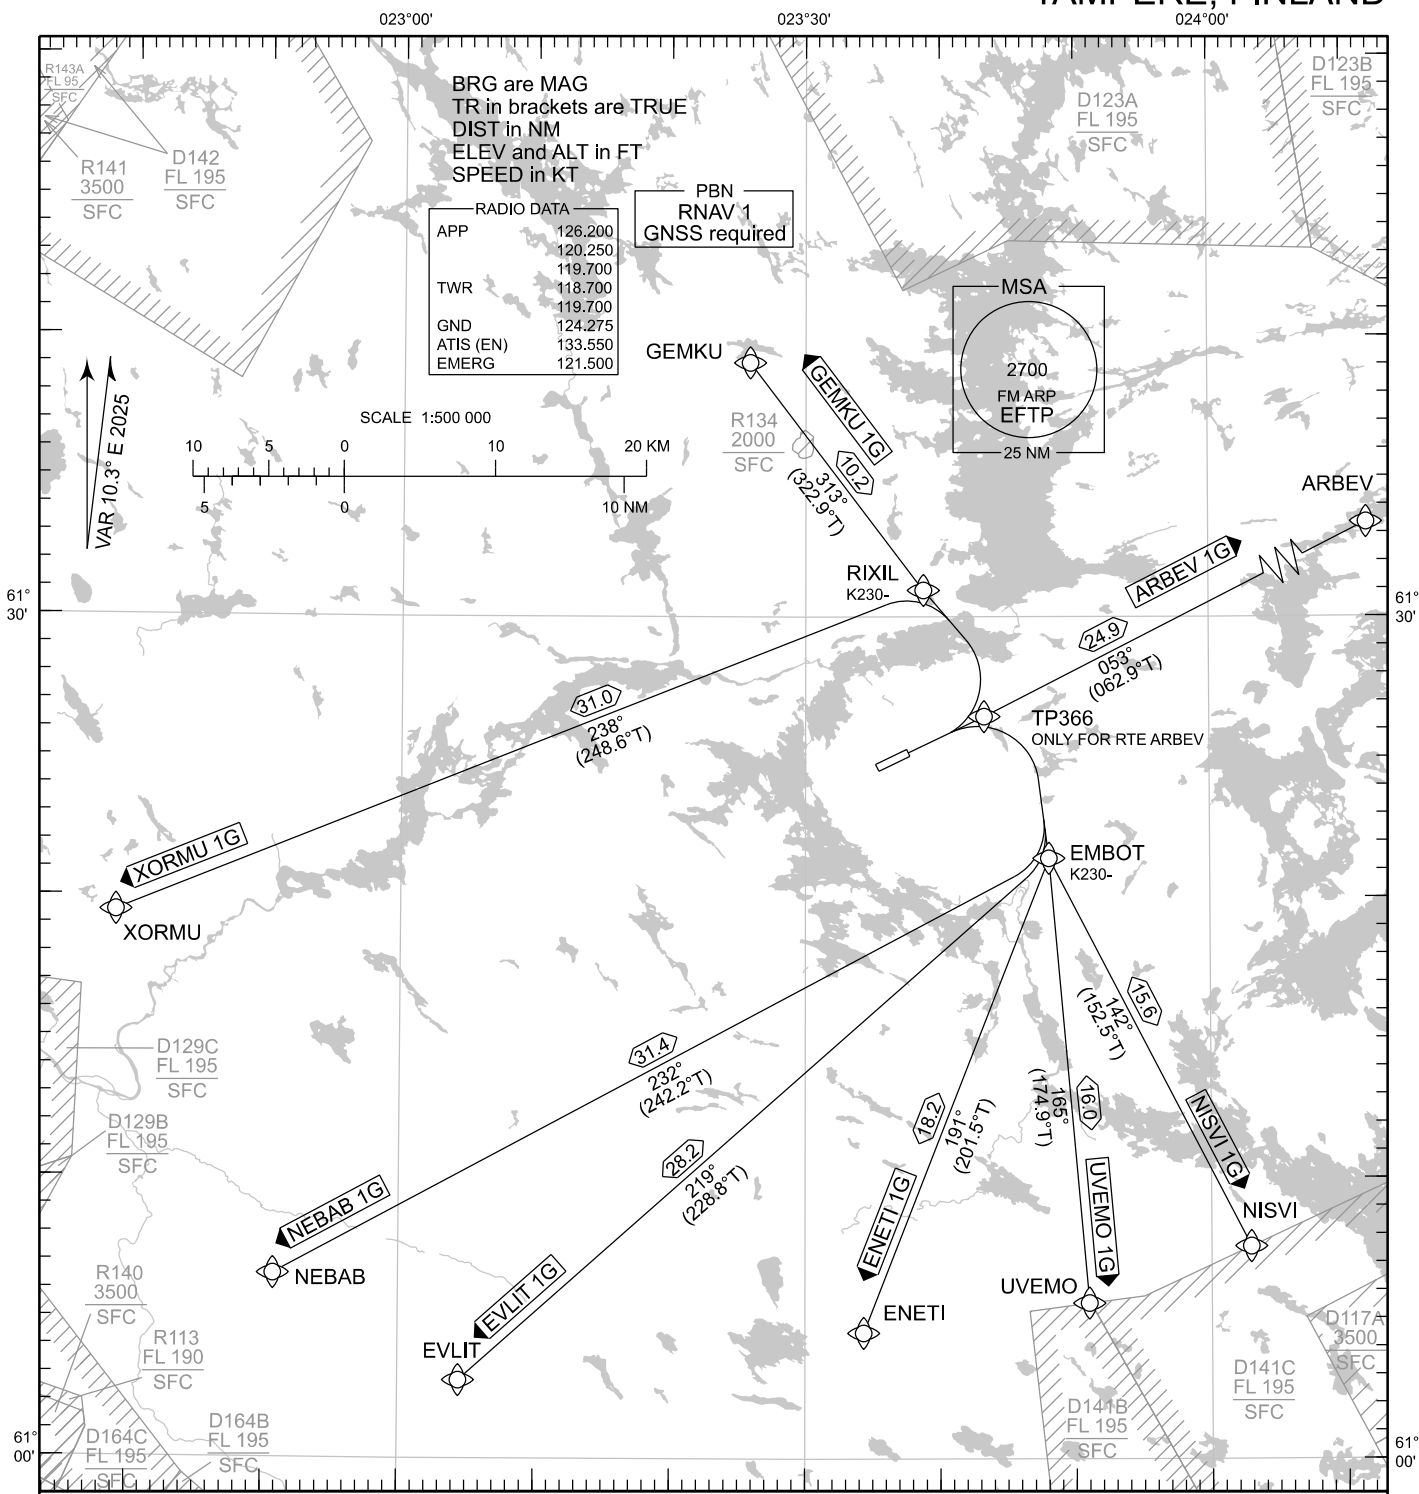 TAMPERE, FINLAND
023°00'
023°30'
024°00'
R143A
FL 95
SFC
R141
3500
SFC
D142
FL 195
SFC
BRG are MAG
TR in brackets are TRUE
DIST in NM
ELEV and ALT in FT
SPEED in KT
PBN
RNAV 1
GNSS required
RADIO DATA
APP 126.200
120.250
119.700
TWR 118.700
119.700
GND 124.275
ATIS (EN) 133.550
EMERG 121.500
D123A
FL 195
SFC
D123B
FL 195
SFC
MSA
2700
FM ARP
EFTP
25 NM
VAR 10.3° E 2025
SCALE 1:500 000
10 5 0 10 20 KM
5 0 10 NM
GEMKU
GEMKU 1G
R134
2000
SFC
10.2
313°
(322.9°T)
ARBEV
ARBEV 1G
RIXIL
K230-
61°
30'
61°
30'
24.9
053°
(062.9°T)
31.0
238°
(248.6°T)
TP366
ONLY FOR RTE ARBEV
XORMU 1G
XORMU
EMBOT
K230-
D129C
FL 195
SFC
D129B
FL 195
SFC
31.4
232°
(242.2°T)
28.2
219°
(228.8°T)
18.2
191°
(201.5°T)
16.0
165°
(174.9°T)
15.6
142°
(152.5°T)
NEBAB 1G
NEBAB
EVLIT 1G
EVLIT
ENETI 1G
ENETI
UVEMO 1G
UVEMO
NISVI 1G
NISVI
R140
3500
SFC
R113
FL 190
SFC
D164B
FL 195
SFC
D164C
FL 195
SFC
D117A
3500
SFC
D141C
FL 195
SFC
D141B
FL 195
SFC
61°
00'
61°
00'